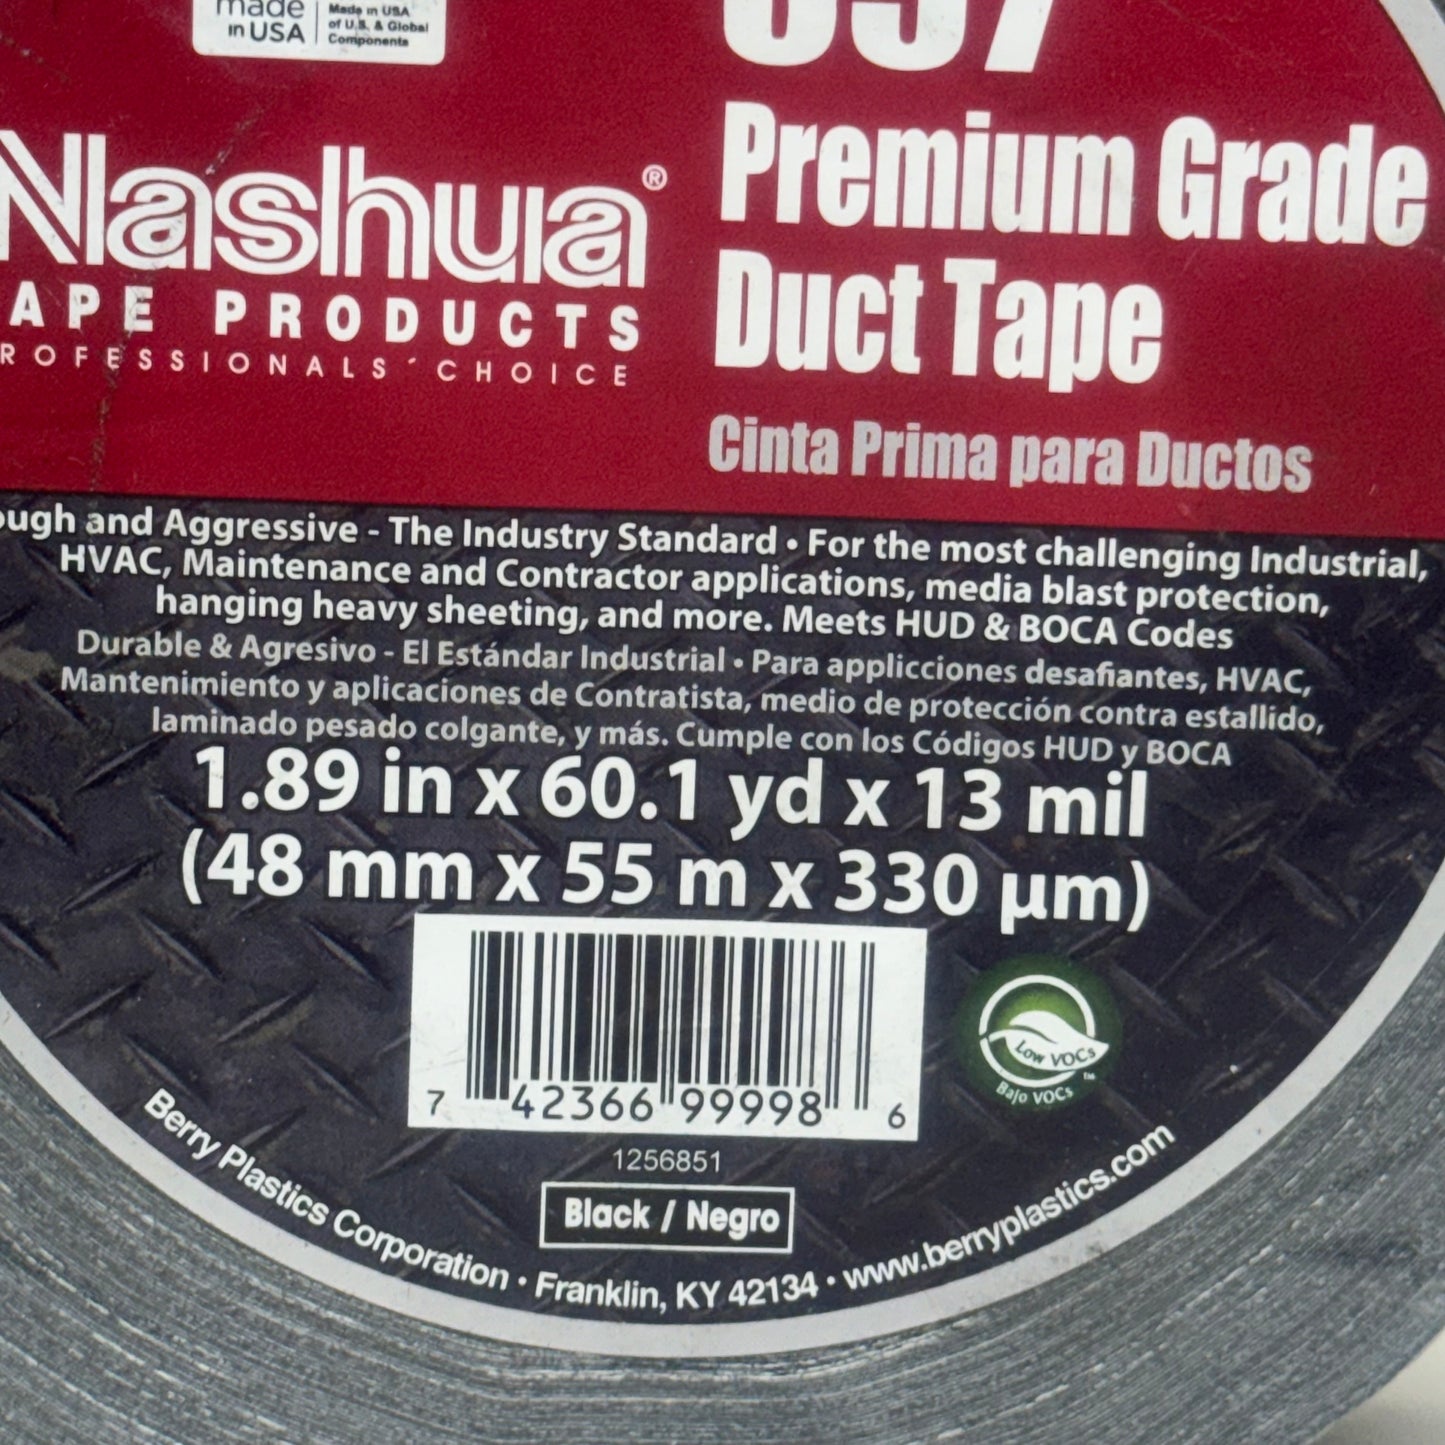 made
in USA
Made in USA
of U.S. & Global
Components
Premium Grade
Duct Tape
Cinta Prima para Ductos
Nashua®
APE PRODUCTS
ROFESSIONALS´ CHOICE
ough and Aggressive - The Industry Standard • For the most challenging Industrial,
HVAC, Maintenance and Contractor applications, media blast protection,
hanging heavy sheeting, and more. Meets HUD & BOCA Codes
Durable & Agresivo - El Estándar Industrial • Para applicciones desafiantes, HVAC,
Mantenimiento y aplicaciones de Contratista, medio de protección contra estallido,
laminado pesado colgante, y más. Cumple con los Códigos HUD y BOCA
1.89 in x 60.1 yd x 13 mil
(48 mm x 55 m x 330 µm)
7 42366 99998 6
Low VOCs™
Bajo VOCs
1256851
Black / Negro
Berry Plastics Corporation • Franklin, KY 42134 • www.berryplastics.com